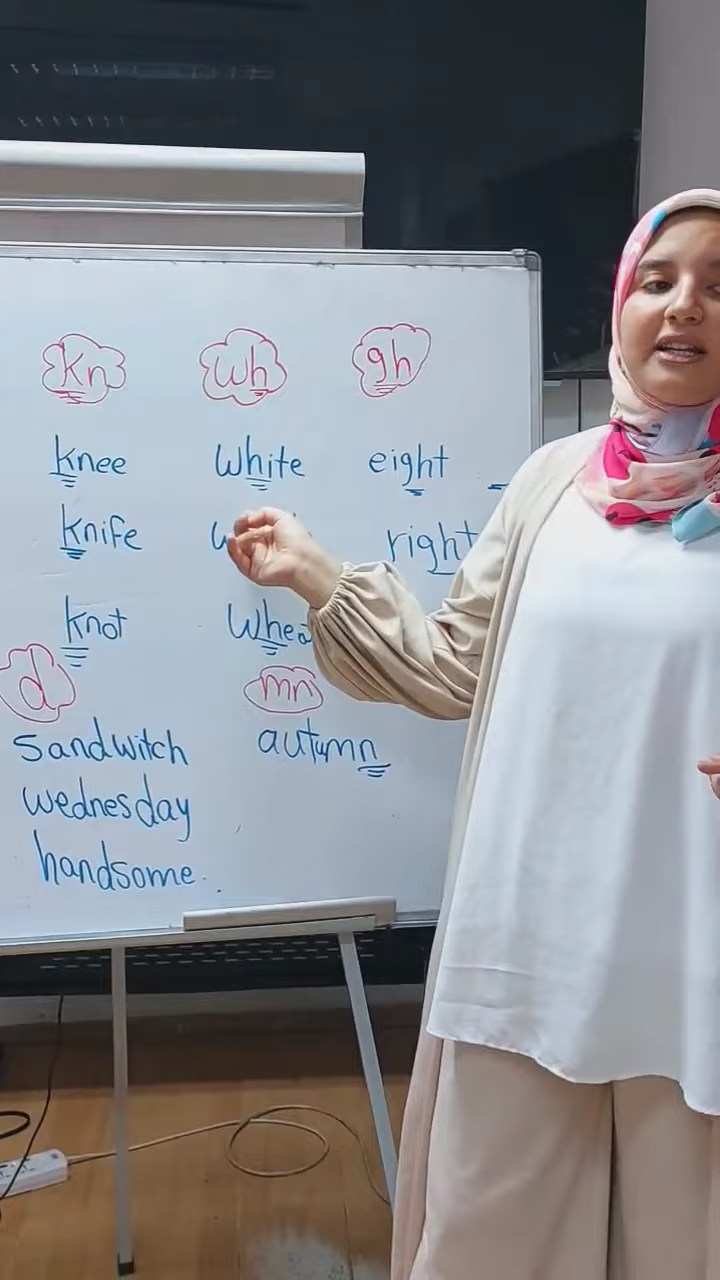 kn wh gh
knee white eight
knife right
knot
d mn
sandwitch autumn
wednesday
handsome.